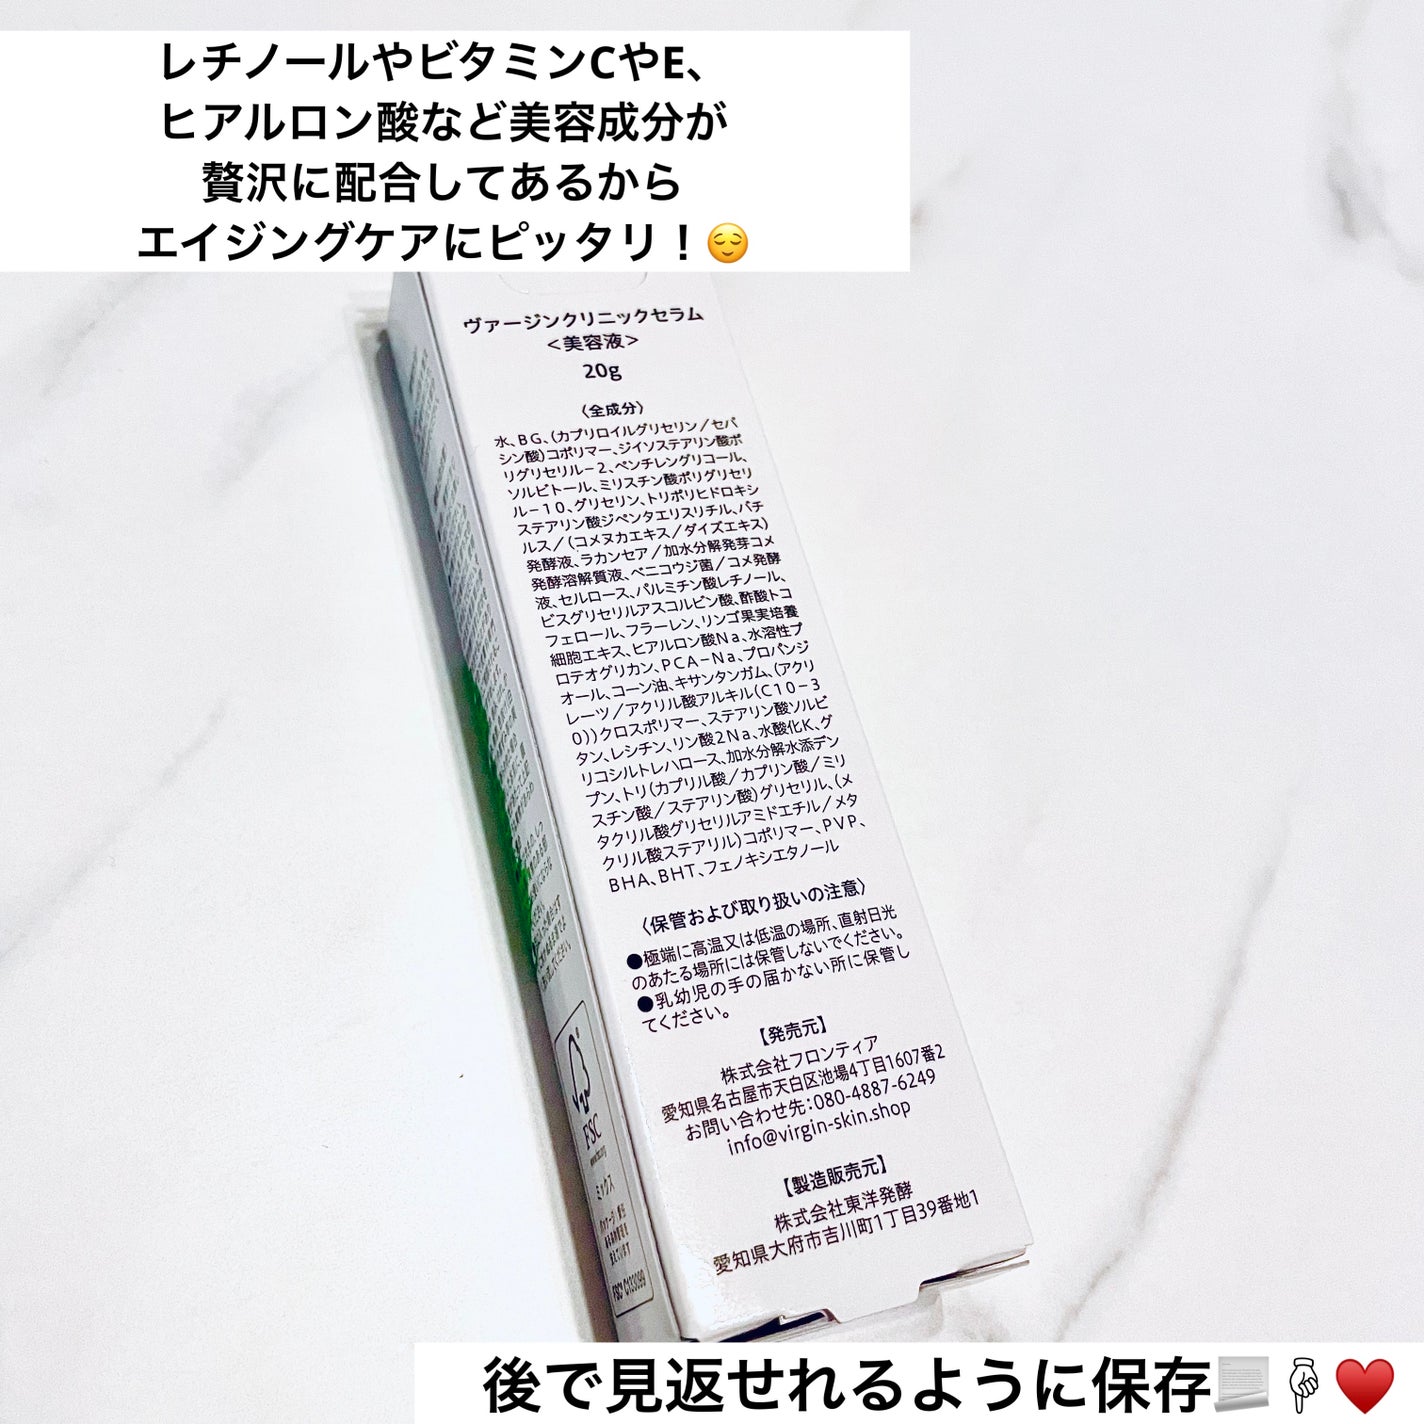 レチノールやビタミンCやE、
ヒアルロン酸など美容成分が
贅沢に配合してあるから
エイジングケアにピッタリ！😌
ヴァージンクリニックセラム
＜美容液＞
20g
〈全成分〉
水、BG、（カプリロイルグリセリン／セバ
シン酸）コポリマー、ジイソステアリン酸ポ
リグリセリル－2、ペンチレングリコール、
ソルビトール、ミリスチン酸ポリグリセリ
ル－10、グリセリン、トリポリヒドロキシ
ステアリン酸ジペンタエリスリチル、バチ
ルス／（コメヌカエキス／ダイズエキス）
発酵液、ラカンセア／加水分解発芽コメ
発酵溶解質液、ベニコウジ菌／コメ発酵
液、セルロース、パルミチン酸レチノール、
ビスグリセリルアスコルビン酸、酢酸トコ
フェロール、フラーレン、リンゴ果実培養
細胞エキス、ヒアルロン酸Na、水溶性プ
ロテオグリカン、PCA－Na、プロパンジ
オール、コーン油、キサンタンガム、（アクリ
レーツ／アクリル酸アルキル（C10－3
0））クロスポリマー、ステアリン酸ソルビ
タン、レシチン、リン酸2Na、水酸化K、グ
リコシルトレハロース、加水分解水添デン
プン、トリ（カプリル酸／カプリン酸／ミリ
スチン酸／ステアリン酸）グリセリル、（メ
タクリル酸グリセリルアミドエチル／メタ
クリル酸ステアリル）コポリマー、PVP、
BHA、BHT、フェノキシエタノール
〈保管および取り扱いの注意〉
●極端に高温又は低温の場所、直射日光
のあたる場所には保管しないでください。
●乳幼児の手の届かない所に保管し
てください。
【発売元】
株式会社フロンティア
愛知県名古屋市天白区池場4丁目1607番2
お問い合わせ先：080-4887-6249
info@virgin-skin.shop
【製造販売元】
株式会社東洋発酵
愛知県大府市吉川町1丁目39番地1
FSC
ミックス
後で見返せれるように保存📃👇♥️